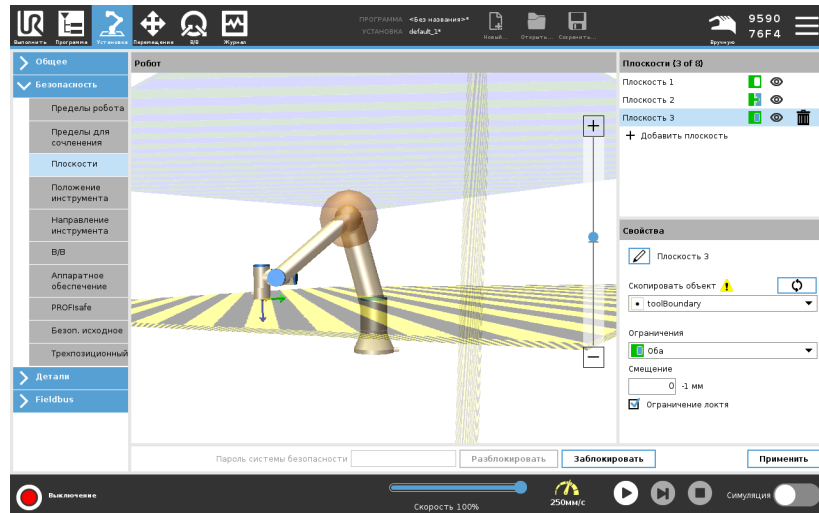 ПРОГРАММА <Без названия>*
УСТАНОВКА default_1*
Выполнить Программа Установка Перемещение В/В Журнал
Новый... Открыть... Сохранить...
Вручную
9590
76F4
Общее
Безопасность
Пределы робота
Пределы для
сочленения
Плоскости
Положение
инструмента
Направление
инструмента
В/В
Аппаратное
обеспечение
PROFIsafe
Безоп. исходное
Трехпозиционный
Детали
Fieldbus
Робот
Плоскости (3 of 8)
Плоскость 1
Плоскость 2
Плоскость 3
Добавить плоскость
Свойства
Плоскость 3
Скопировать объект
toolBoundary
Ограничения
Оба
Смещение
0 -1 мм
Ограничение локтя
Пароль системы безопасности Разблокировать Заблокировать Применить
Выключение
Скорость 100%
250мм/с
Симуляция